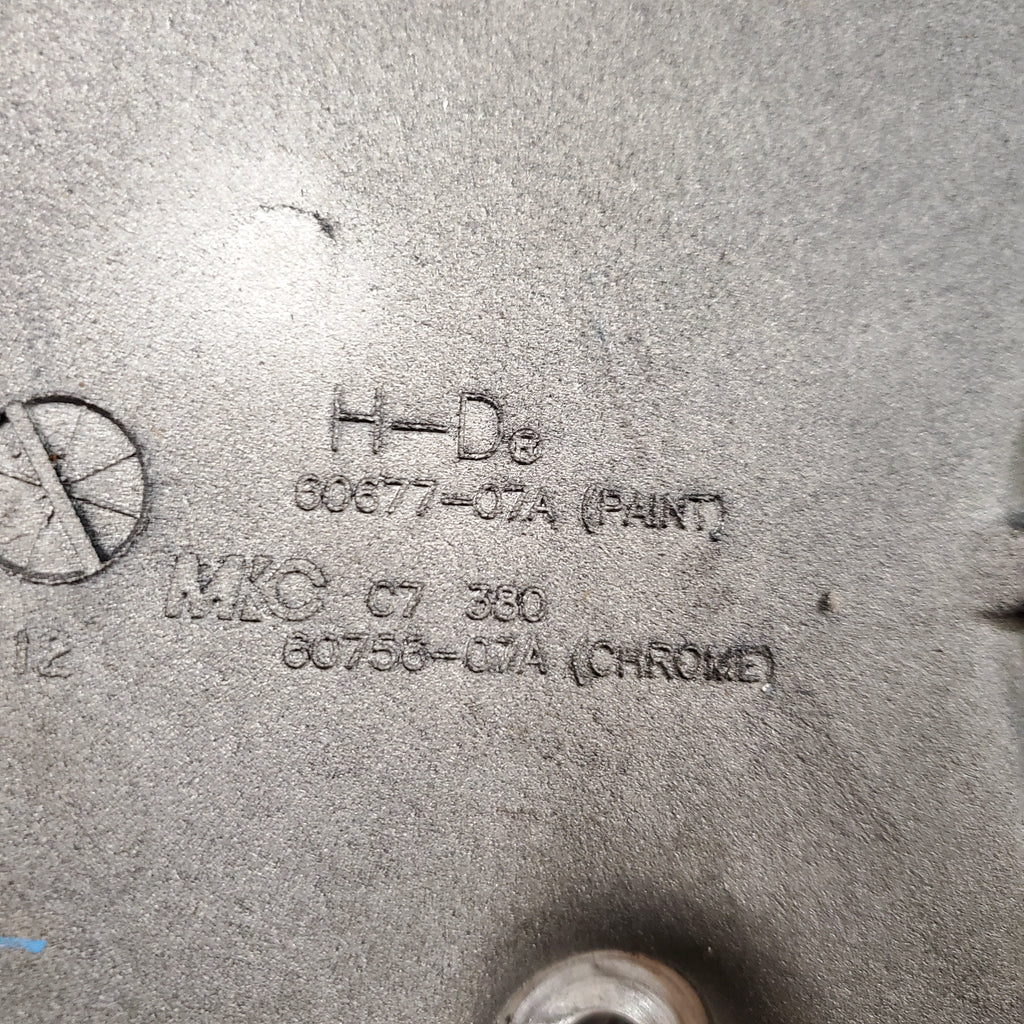 H-D®
60677-07A (PAINT)
MKC C7 380
60756-07A (CHROME)
12